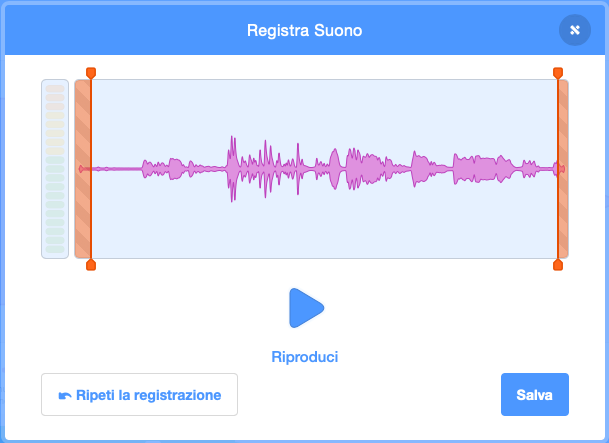 Registra Suono
Riproduci
Ripeti la registrazione
Salva